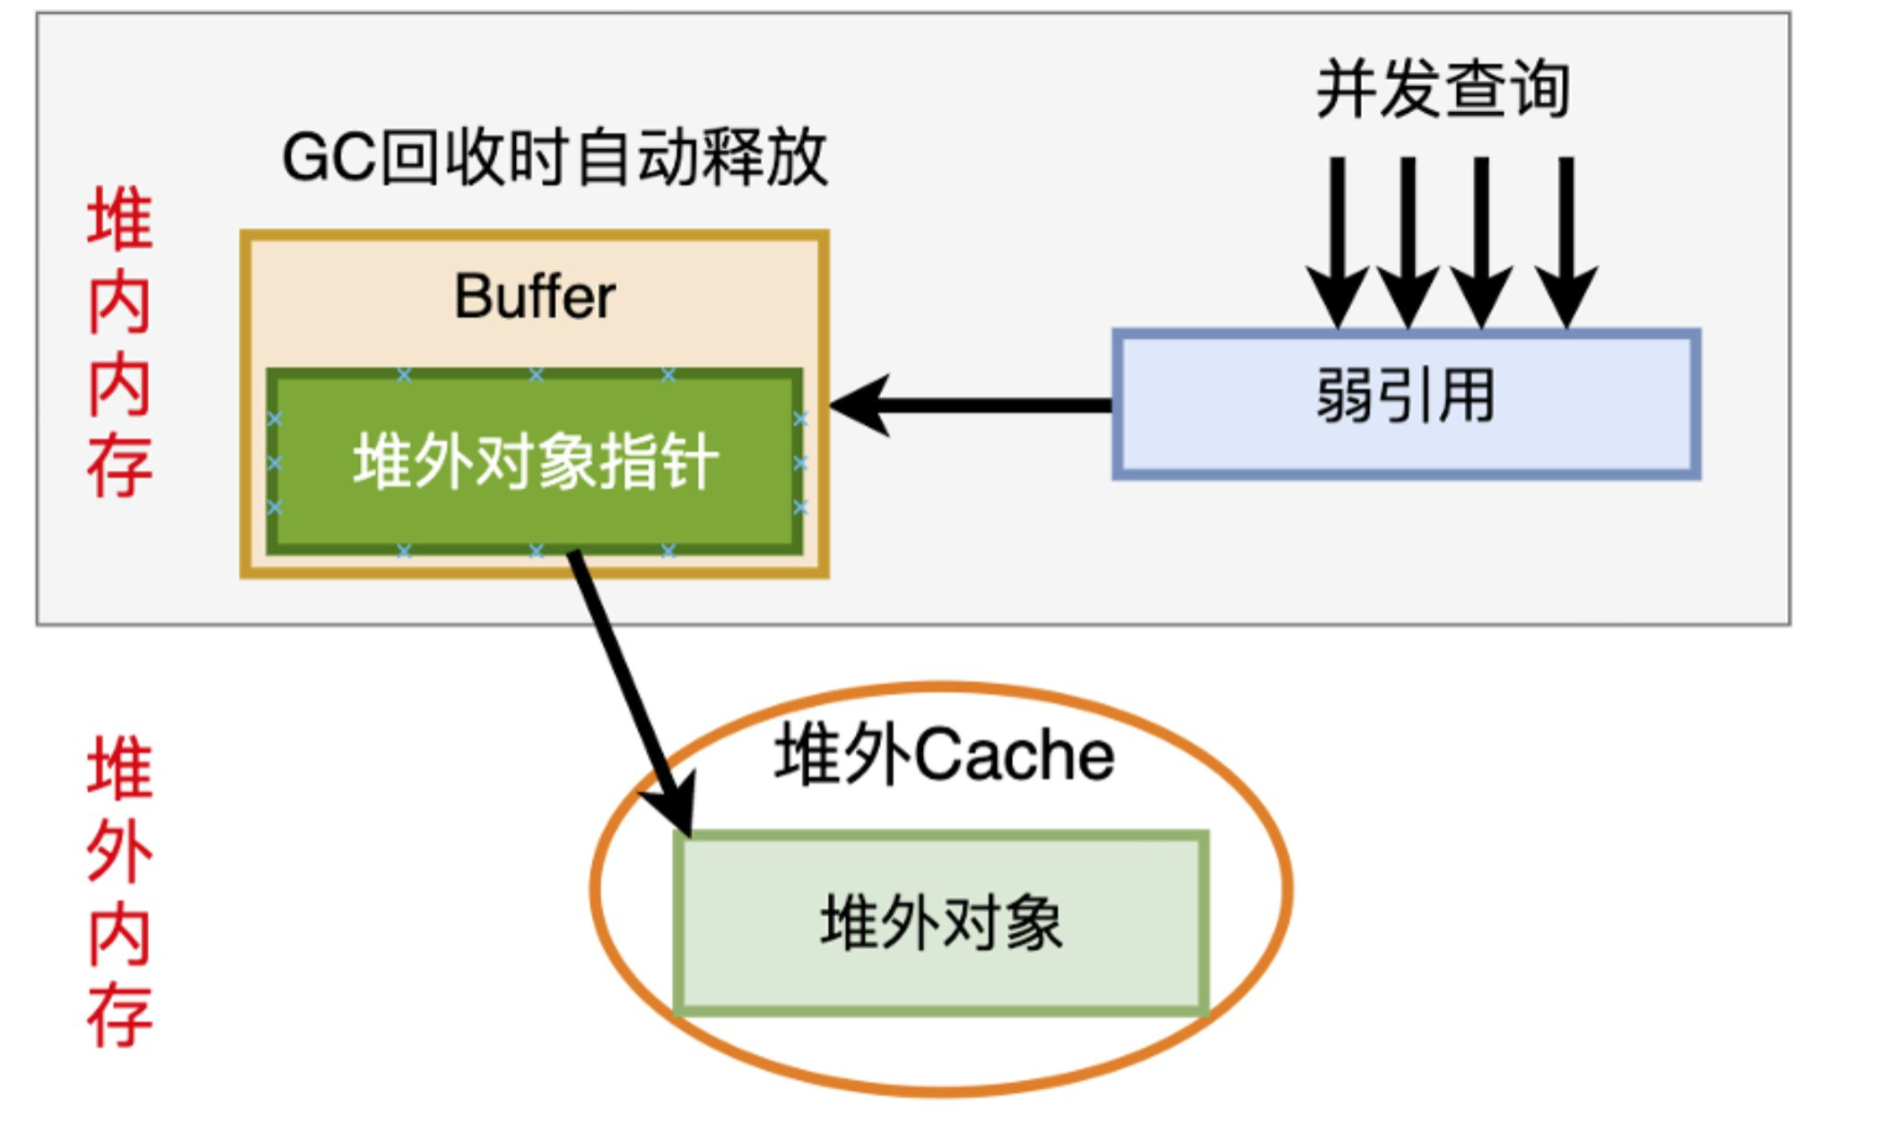 并发查询
GC回收时自动释放
堆内内存
Buffer
弱引用
堆外对象指针
堆外内存
堆外Cache
堆外对象